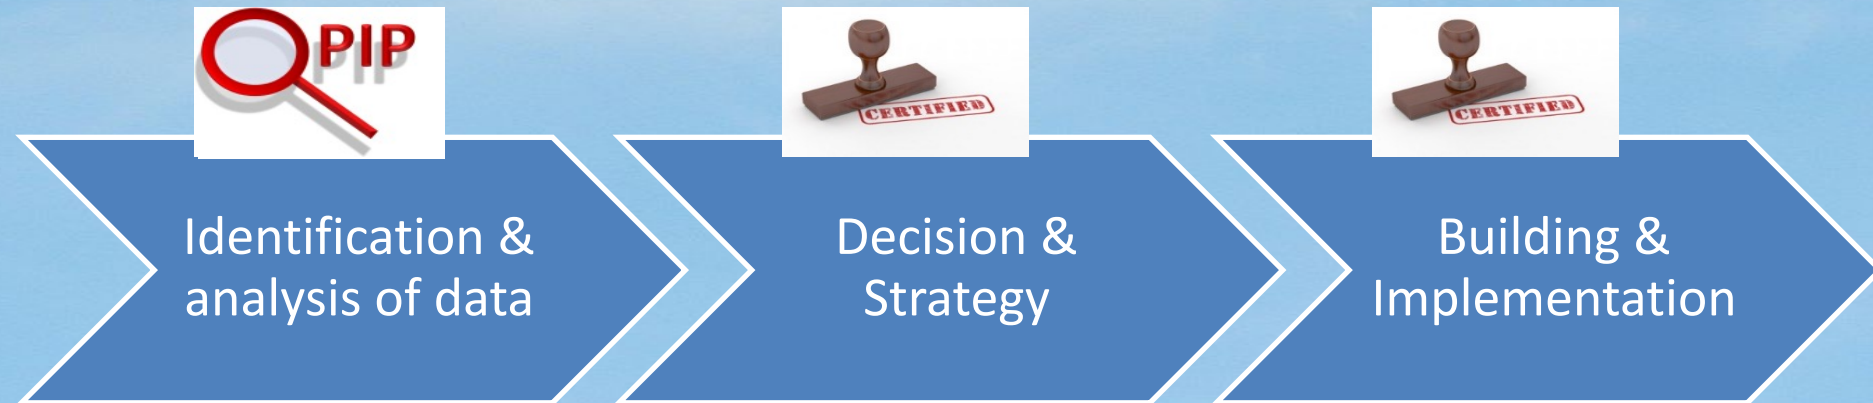 PIP
CERTIFIED
CERTIFIED
Identification &
analysis of data
Decision &
Strategy
Building &
Implementation